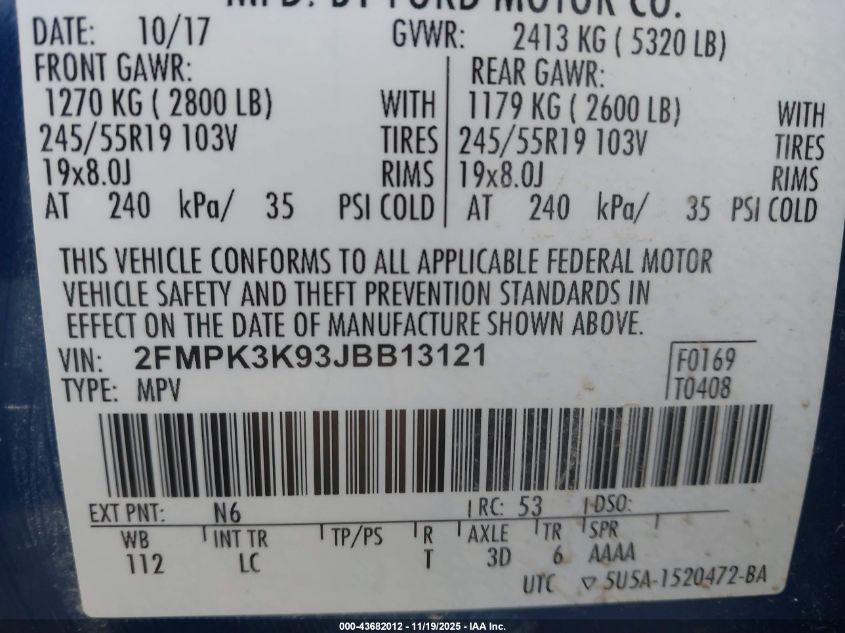 MFD. BY FORD MOTOR CO.
DATE: 10/17 GVWR: 2413 KG ( 5320 LB)
FRONT GAWR: REAR GAWR:
1270 KG ( 2800 LB) WITH 1179 KG ( 2600 LB) WITH
245/55R19 103V TIRES 245/55R19 103V TIRES
19x8.0J RIMS 19x8.0J RIMS
AT 240 kPa/ 35 PSI COLD AT 240 kPa/ 35 PSI COLD
THIS VEHICLE CONFORMS TO ALL APPLICABLE FEDERAL MOTOR
VEHICLE SAFETY AND THEFT PREVENTION STANDARDS IN
EFFECT ON THE DATE OF MANUFACTURE SHOWN ABOVE.
VIN: 2FMPK3K93JBB13121 F0169
TYPE: MPV T0408
EXT PNT: N6 RC: 53 DSO:
WB INT TR TP/PS R AXLE TR SPR
112 LC T 3D 6 AAAA
UTC ▽ 5U5A-1520472-BA
000-43682012 - 11/19/2025 - IAA Inc.